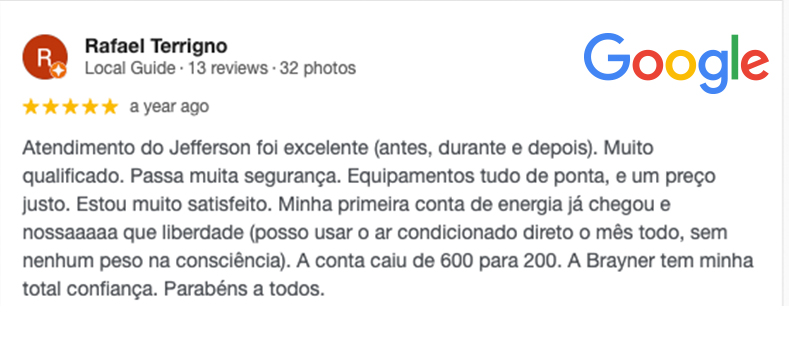 Rafael Terrigno
Google
Local Guide · 13 reviews · 32 photos
a year ago
Atendimento do Jefferson foi excelente (antes, durante e depois). Muito
qualificado. Passa muita segurança. Equipamentos tudo de ponta, e um preço
justo. Estou muito satisfeito. Minha primeira conta de energia já chegou e
nossaaaaa que liberdade (posso usar o ar condicionado direto o mês todo, sem
nenhum peso na consciência). A conta caiu de 600 para 200. A Brayner tem minha
total confiança. Parabéns a todos.
R